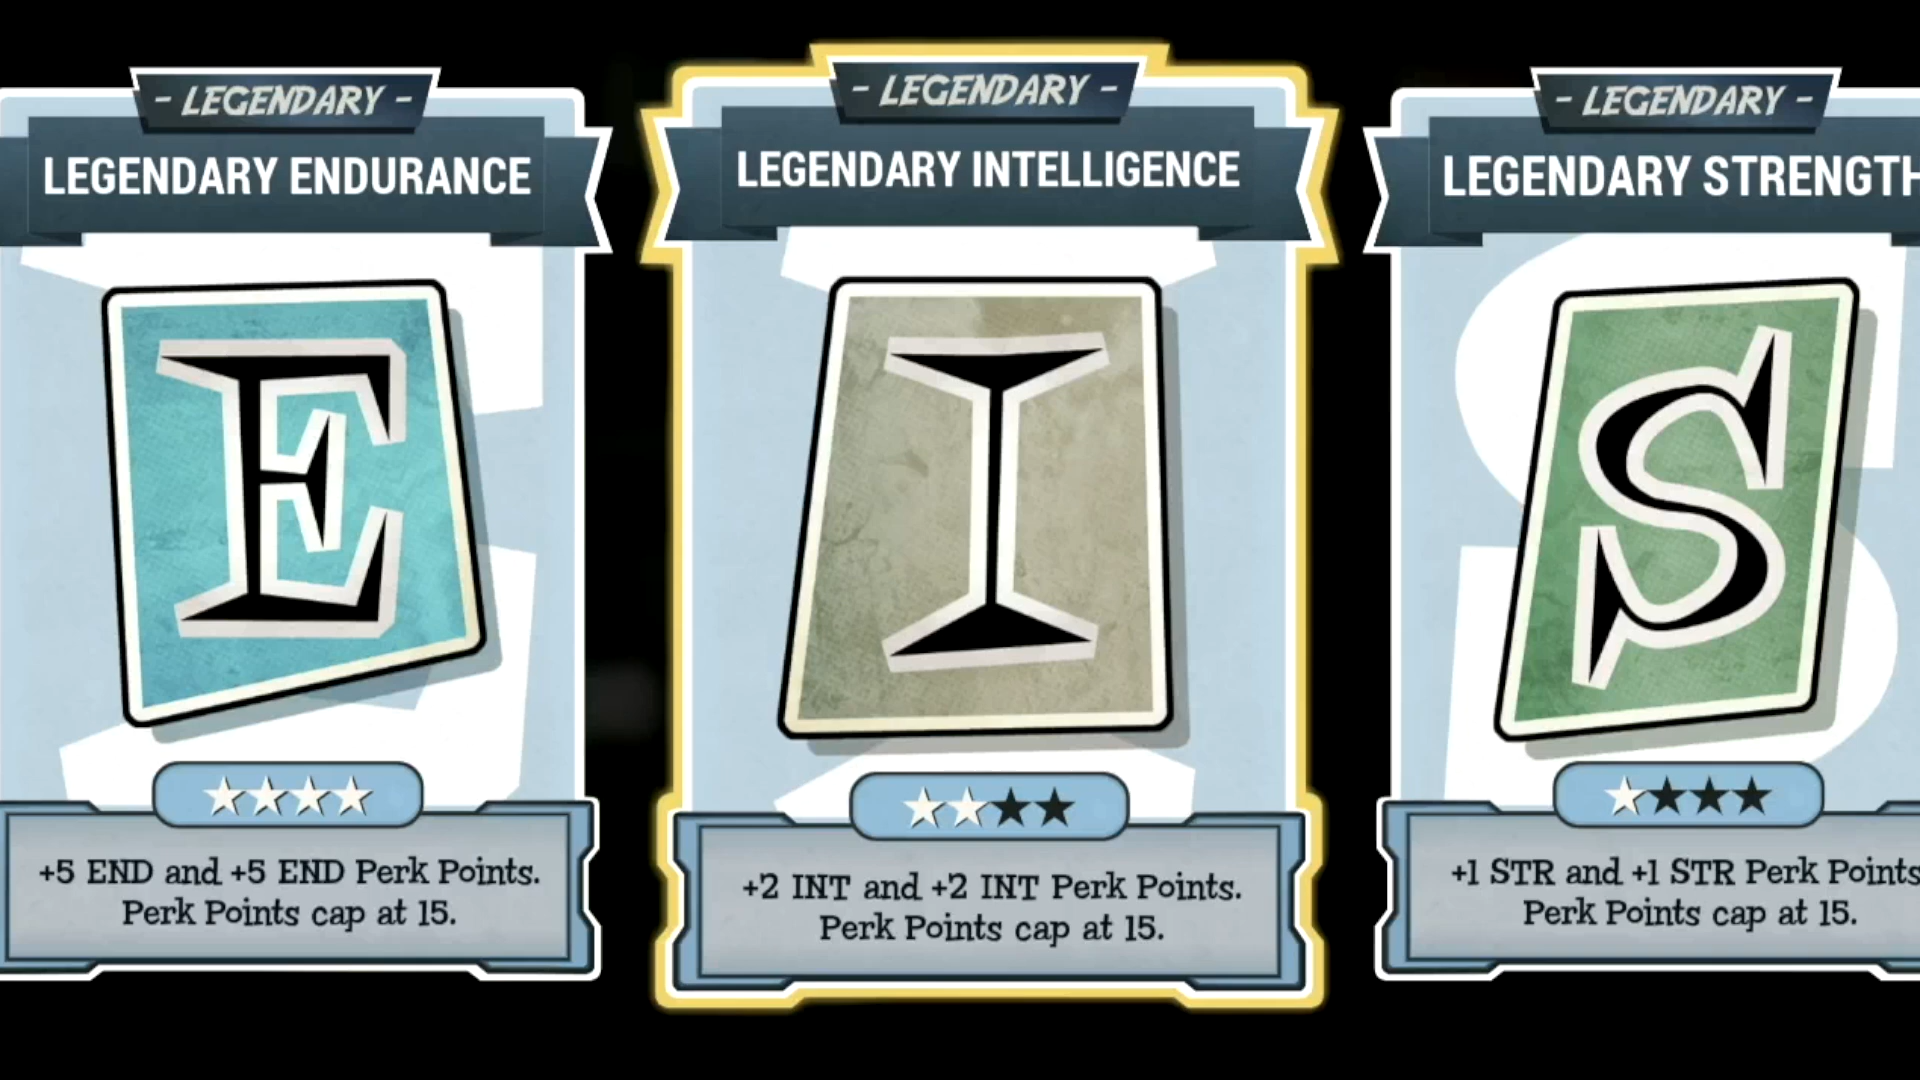 - LEGENDARY -
LEGENDARY ENDURANCE
E
+5 END and +5 END Perk Points.
Perk Points cap at 15.
- LEGENDARY -
LEGENDARY INTELLIGENCE
I
+2 INT and +2 INT Perk Points.
Perk Points cap at 15.
- LEGENDARY -
LEGENDARY STRENGTH
S
+1 STR and +1 STR Perk Points
Perk Points cap at 15.